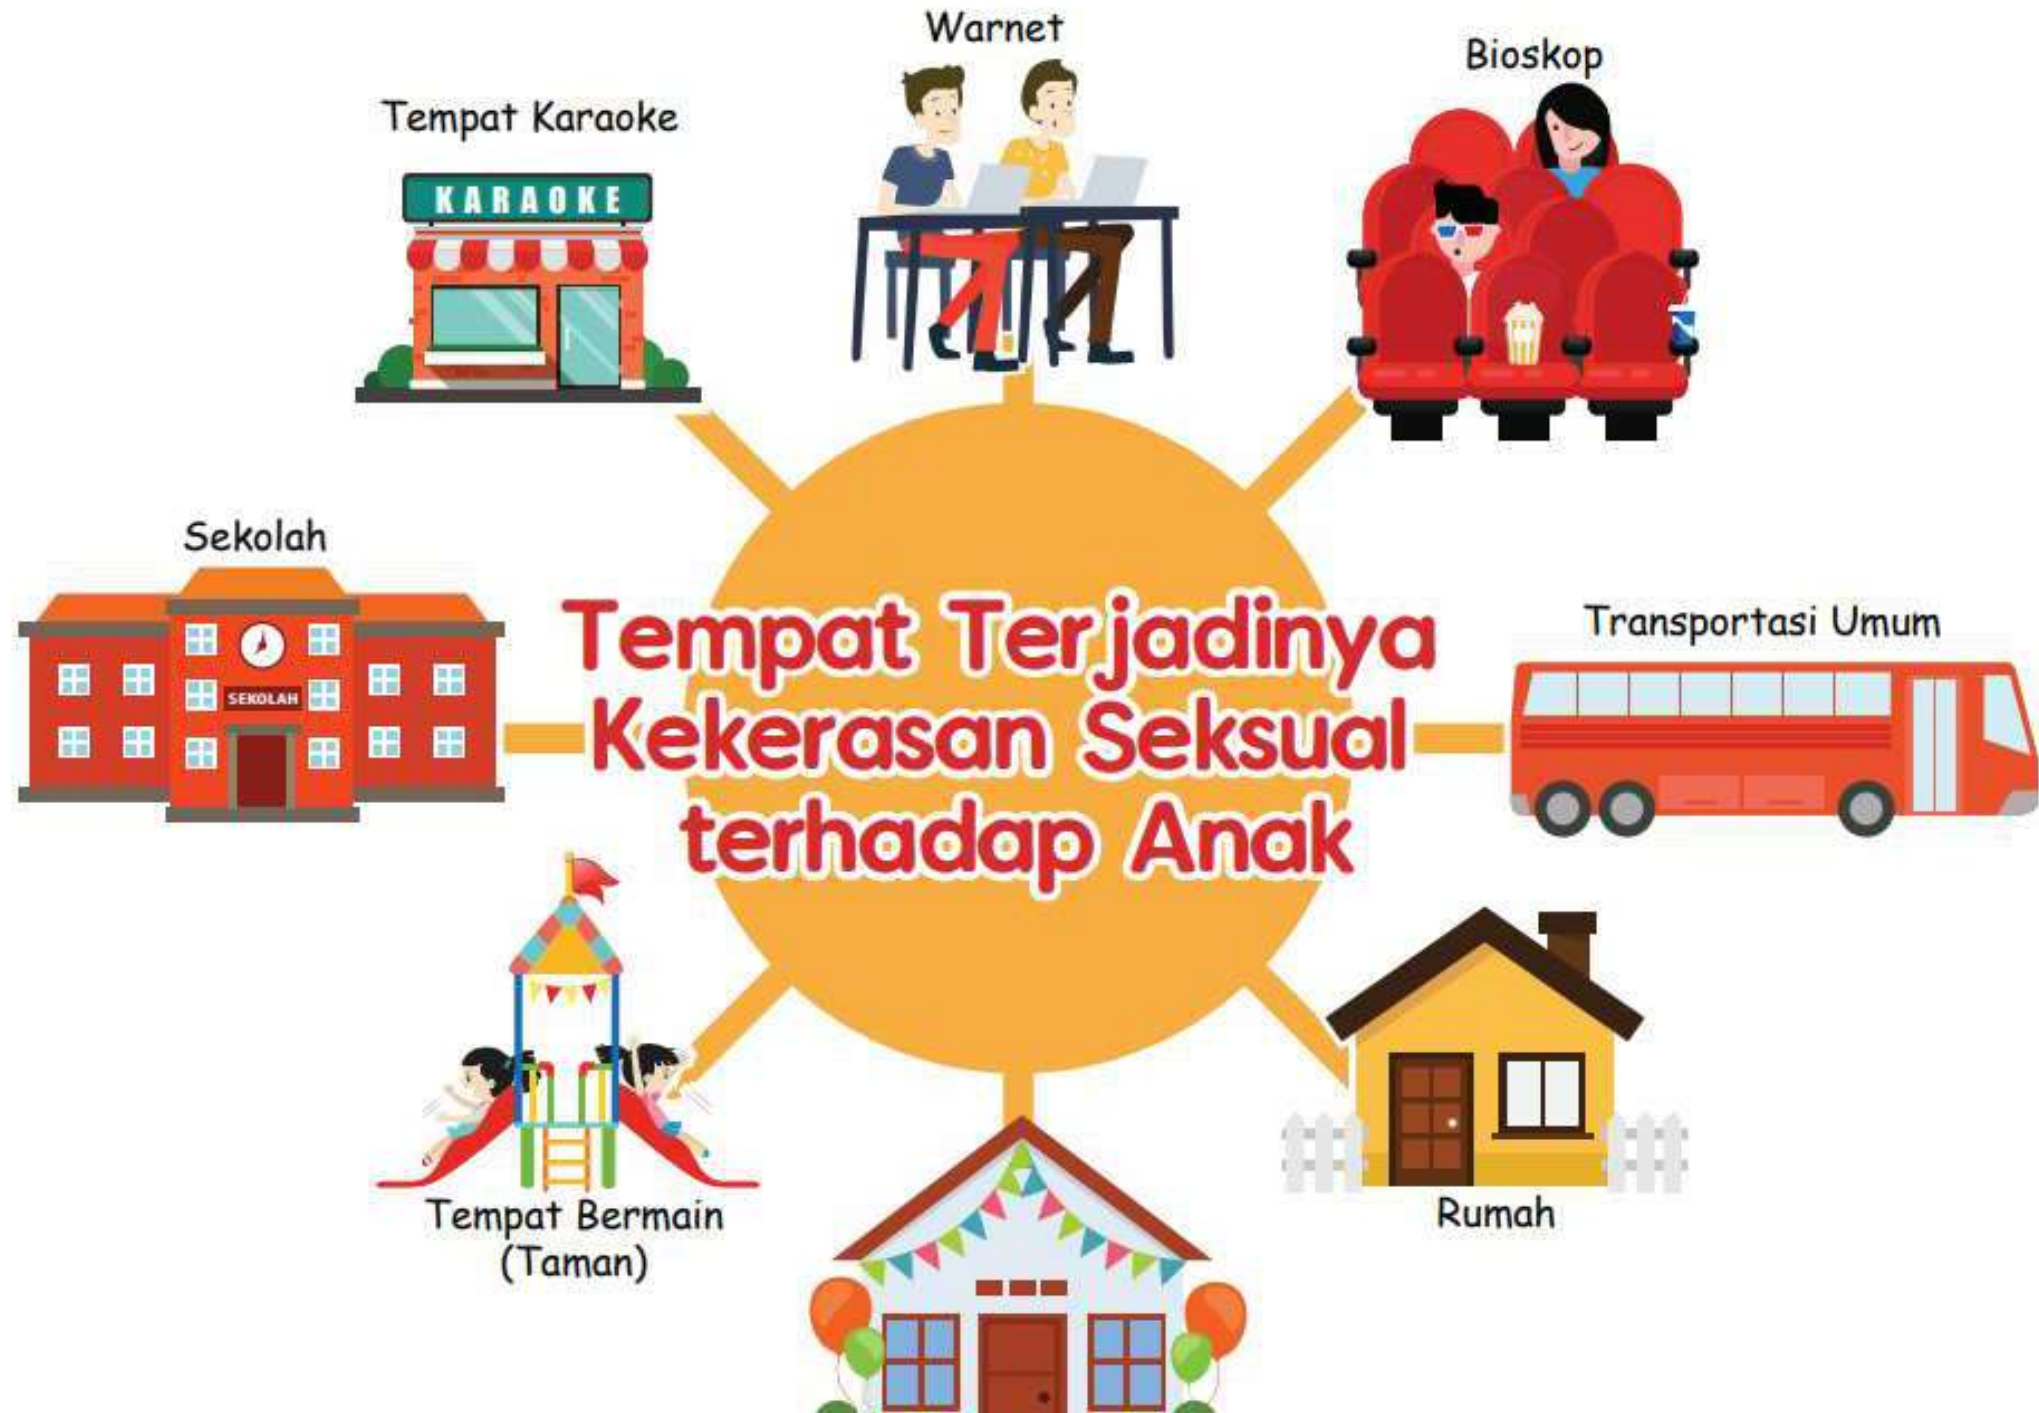 Warnet
Bioskop
Tempat Karaoke
KARAOKE
Sekolah
SEKOLAH
Tempat Terjadinya
Kekerasan Seksual
terhadap Anak
Transportasi Umum
Tempat Bermain
(Taman)
Rumah